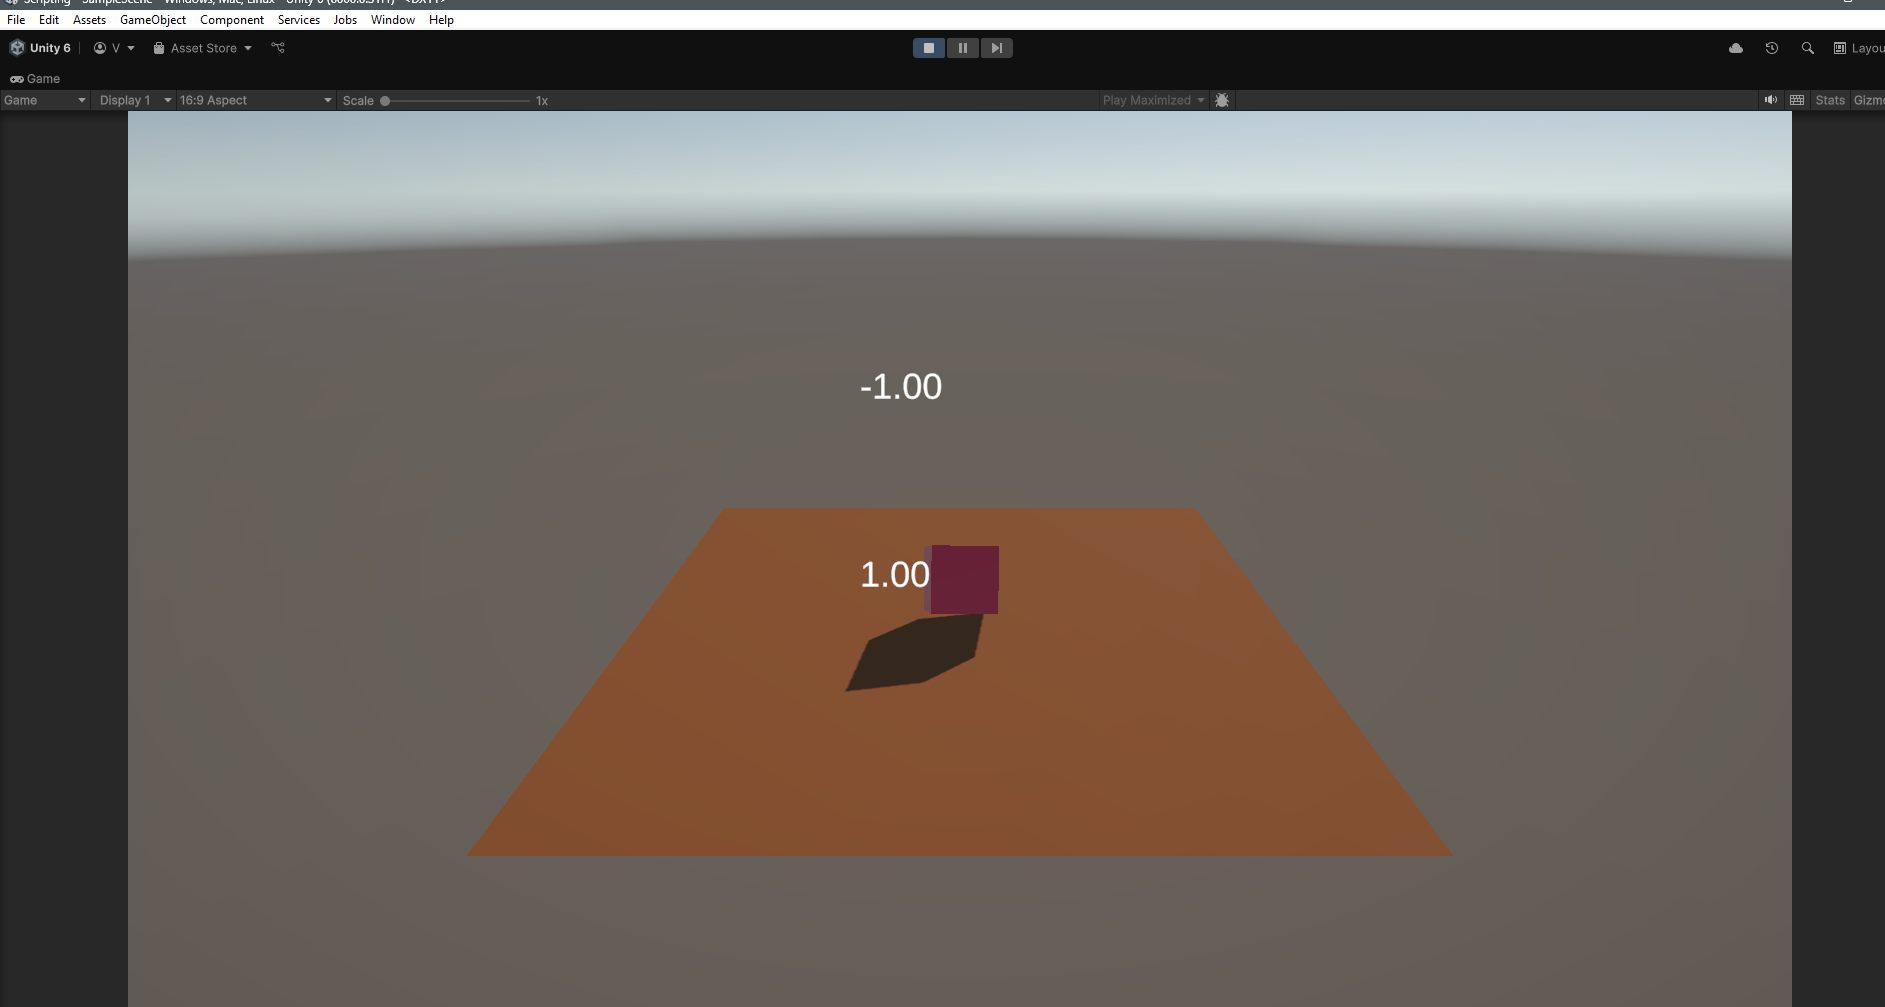 File Edit Assets GameObject Component Services Jobs Window Help
Unity 6 V Asset Store
Game
Game Display 1 16:9 Aspect Scale 1x Play Maximized Stats
-1.00
1.00